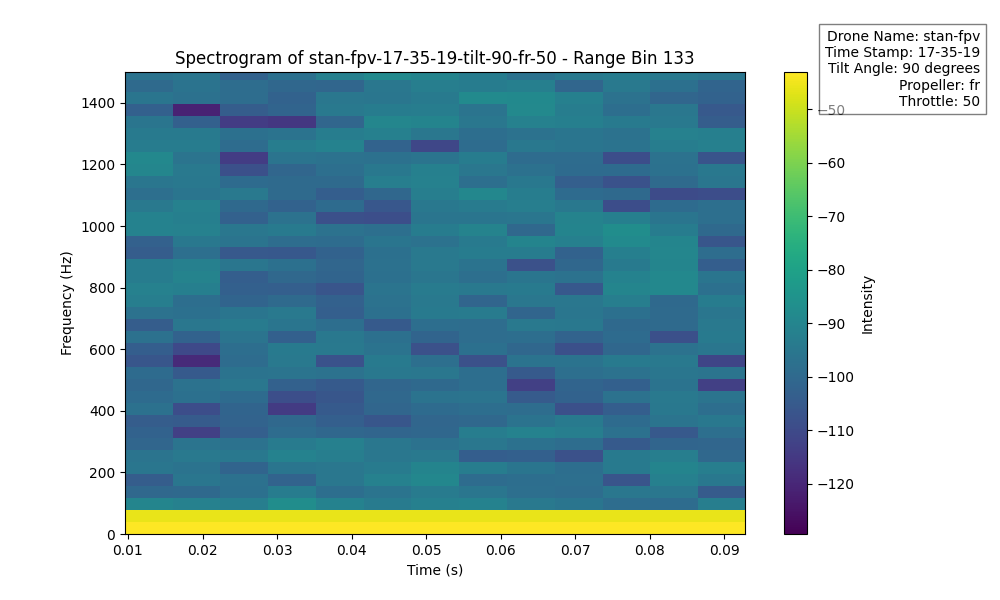 Drone Name: stan-fpv
Time Stamp: 17-35-19
Tilt Angle: 90 degrees
Propeller: fr
Throttle: 50
Spectrogram of stan-fpv-17-35-19-tilt-90-fr-50 - Range Bin 133
Frequency (Hz)
1400
1200
1000
800
600
400
200
0
0.01 0.02 0.03 0.04 0.05 0.06 0.07 0.08 0.09
Time (s)
−50
−60
−70
−80
−90
−100
−110
−120
Intensity